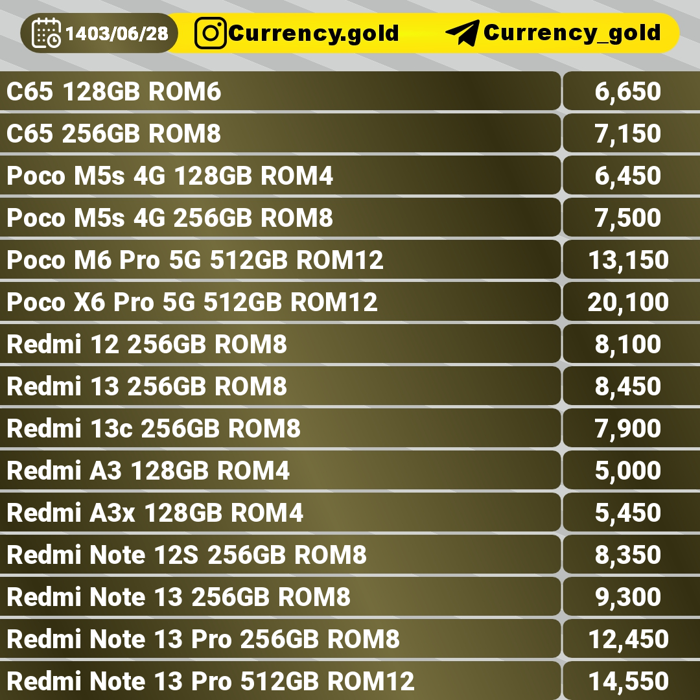 1403/06/28 Currency.gold Currency_gold
C65 128GB ROM6 6,650
C65 256GB ROM8 7,150
Poco M5s 4G 128GB ROM4 6,450
Poco M5s 4G 256GB ROM8 7,500
Poco M6 Pro 5G 512GB ROM12 13,150
Poco X6 Pro 5G 512GB ROM12 20,100
Redmi 12 256GB ROM8 8,100
Redmi 13 256GB ROM8 8,450
Redmi 13c 256GB ROM8 7,900
Redmi A3 128GB ROM4 5,000
Redmi A3x 128GB ROM4 5,450
Redmi Note 12S 256GB ROM8 8,350
Redmi Note 13 256GB ROM8 9,300
Redmi Note 13 Pro 256GB ROM8 12,450
Redmi Note 13 Pro 512GB ROM12 14,550